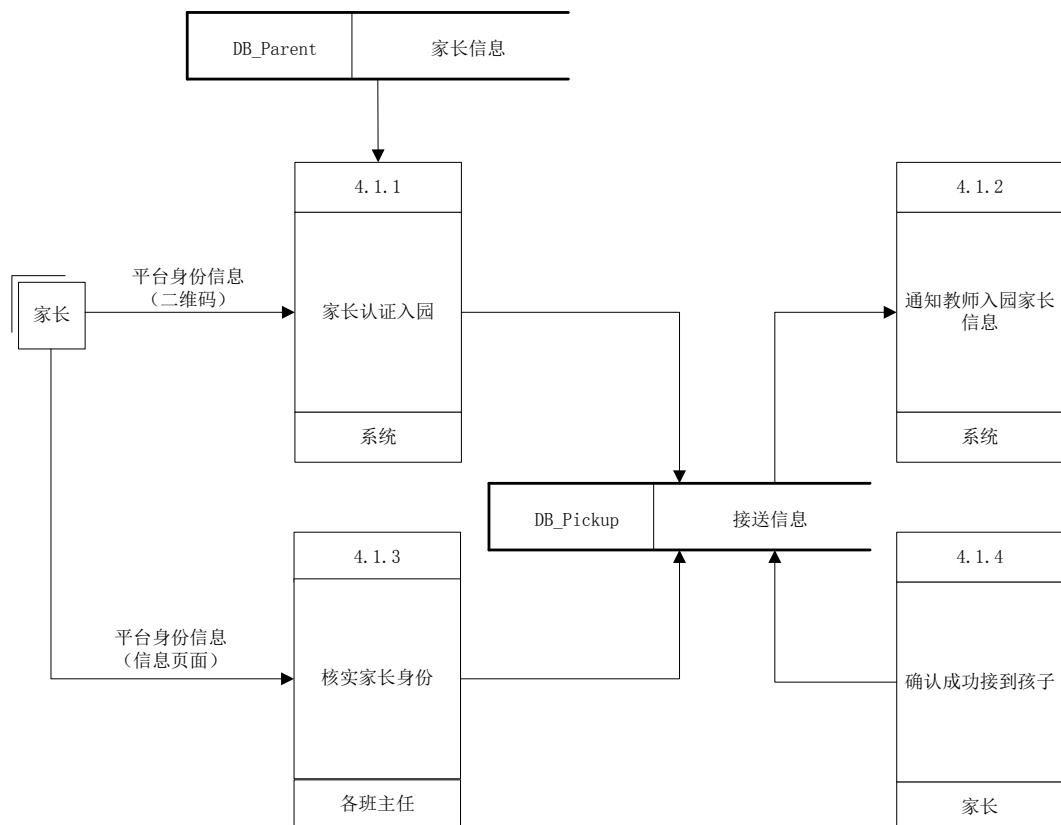 DB_Parent
家长信息
4.1.1
4.1.2
平台身份信息
（二维码）
家长
家长认证入园
通知教师入园家长
信息
系统
系统
DB_Pickup
接送信息
4.1.3
4.1.4
平台身份信息
（信息页面）
核实家长身份
确认成功接到孩子
各班主任
家长